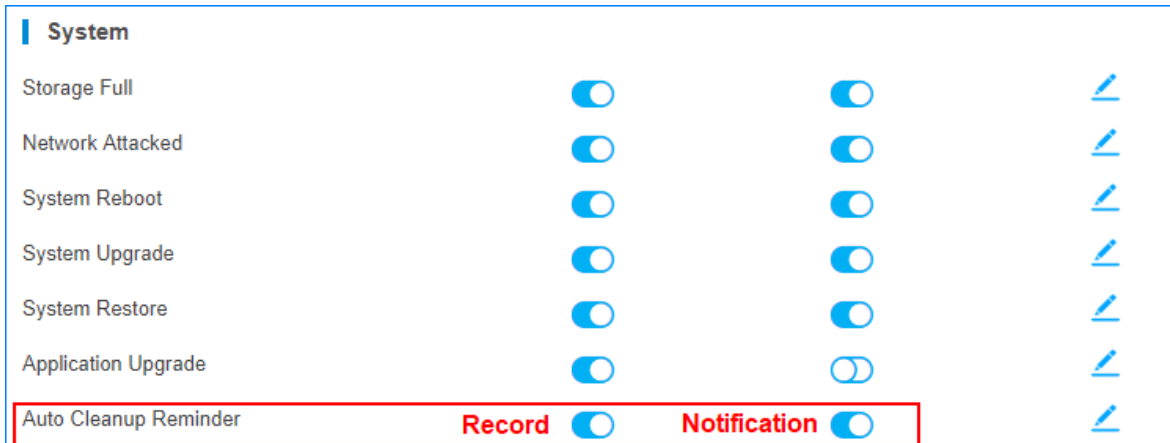 System
Storage Full
Network Attacked
System Reboot
System Upgrade
System Restore
Application Upgrade
Auto Cleanup Reminder Record Notification